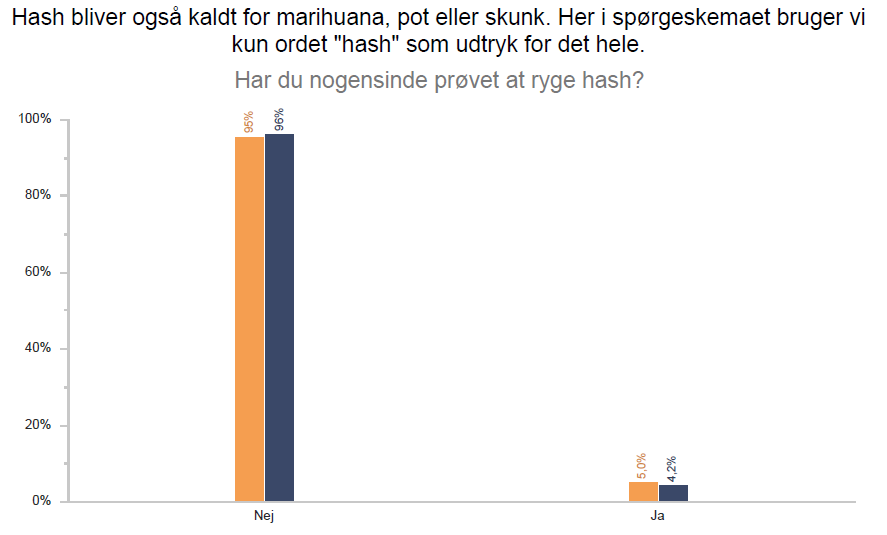 Hash bliver også kaldt for marihuana, pot eller skunk. Her i spørgeskemaet bruger vi
kun ordet "hash" som udtryk for det hele.
Har du nogensinde prøvet at ryge hash?
100%
80%
60%
40%
20%
0%
95%
96%
5,0%
4,2%
Nej
Ja